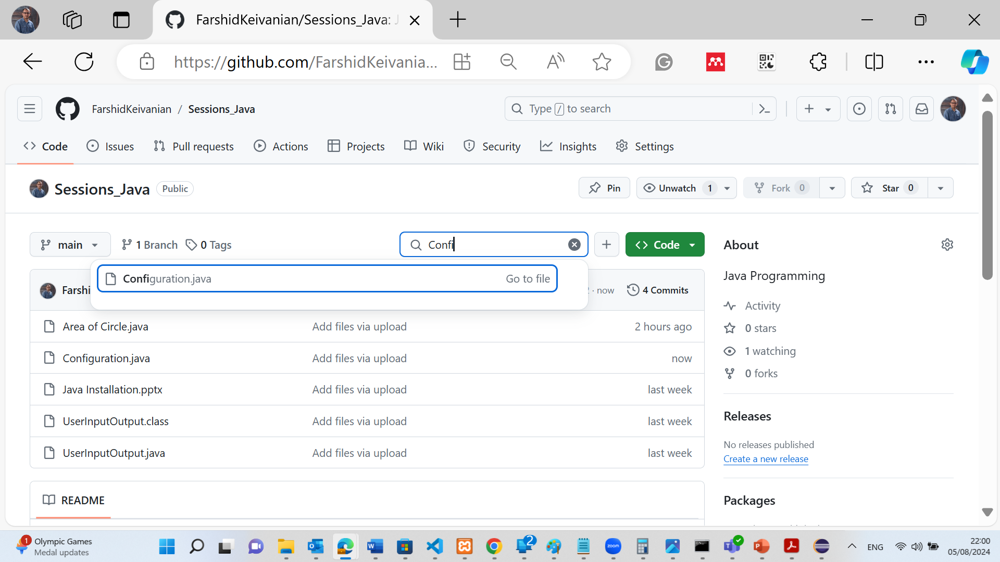 FarshidKeivanian/Sessions_Java: J
https://github.com/FarshidKeivania...
FarshidKeivanian / Sessions_Java
Type / to search
Code Issues Pull requests Actions Projects Wiki Security Insights Settings
Sessions_Java Public
Pin Unwatch 1 Fork 0 Star 0
main 1 Branch 0 Tags
Confi
Code
About
Configuration.java Go to file
Java Programming
Farshi
· now 4 Commits
Activity
Area of Circle.java Add files via upload 2 hours ago
0 stars
Configuration.java Add files via upload now
1 watching
0 forks
Java Installation.pptx Add files via upload last week
UserInputOutput.class Add files via upload last week
Releases
UserInputOutput.java Add files via upload last week
No releases published
Create a new release
README
Packages
1 Olympic Games
Medal updates
2
zoom
ENG
22:00
05/08/2024